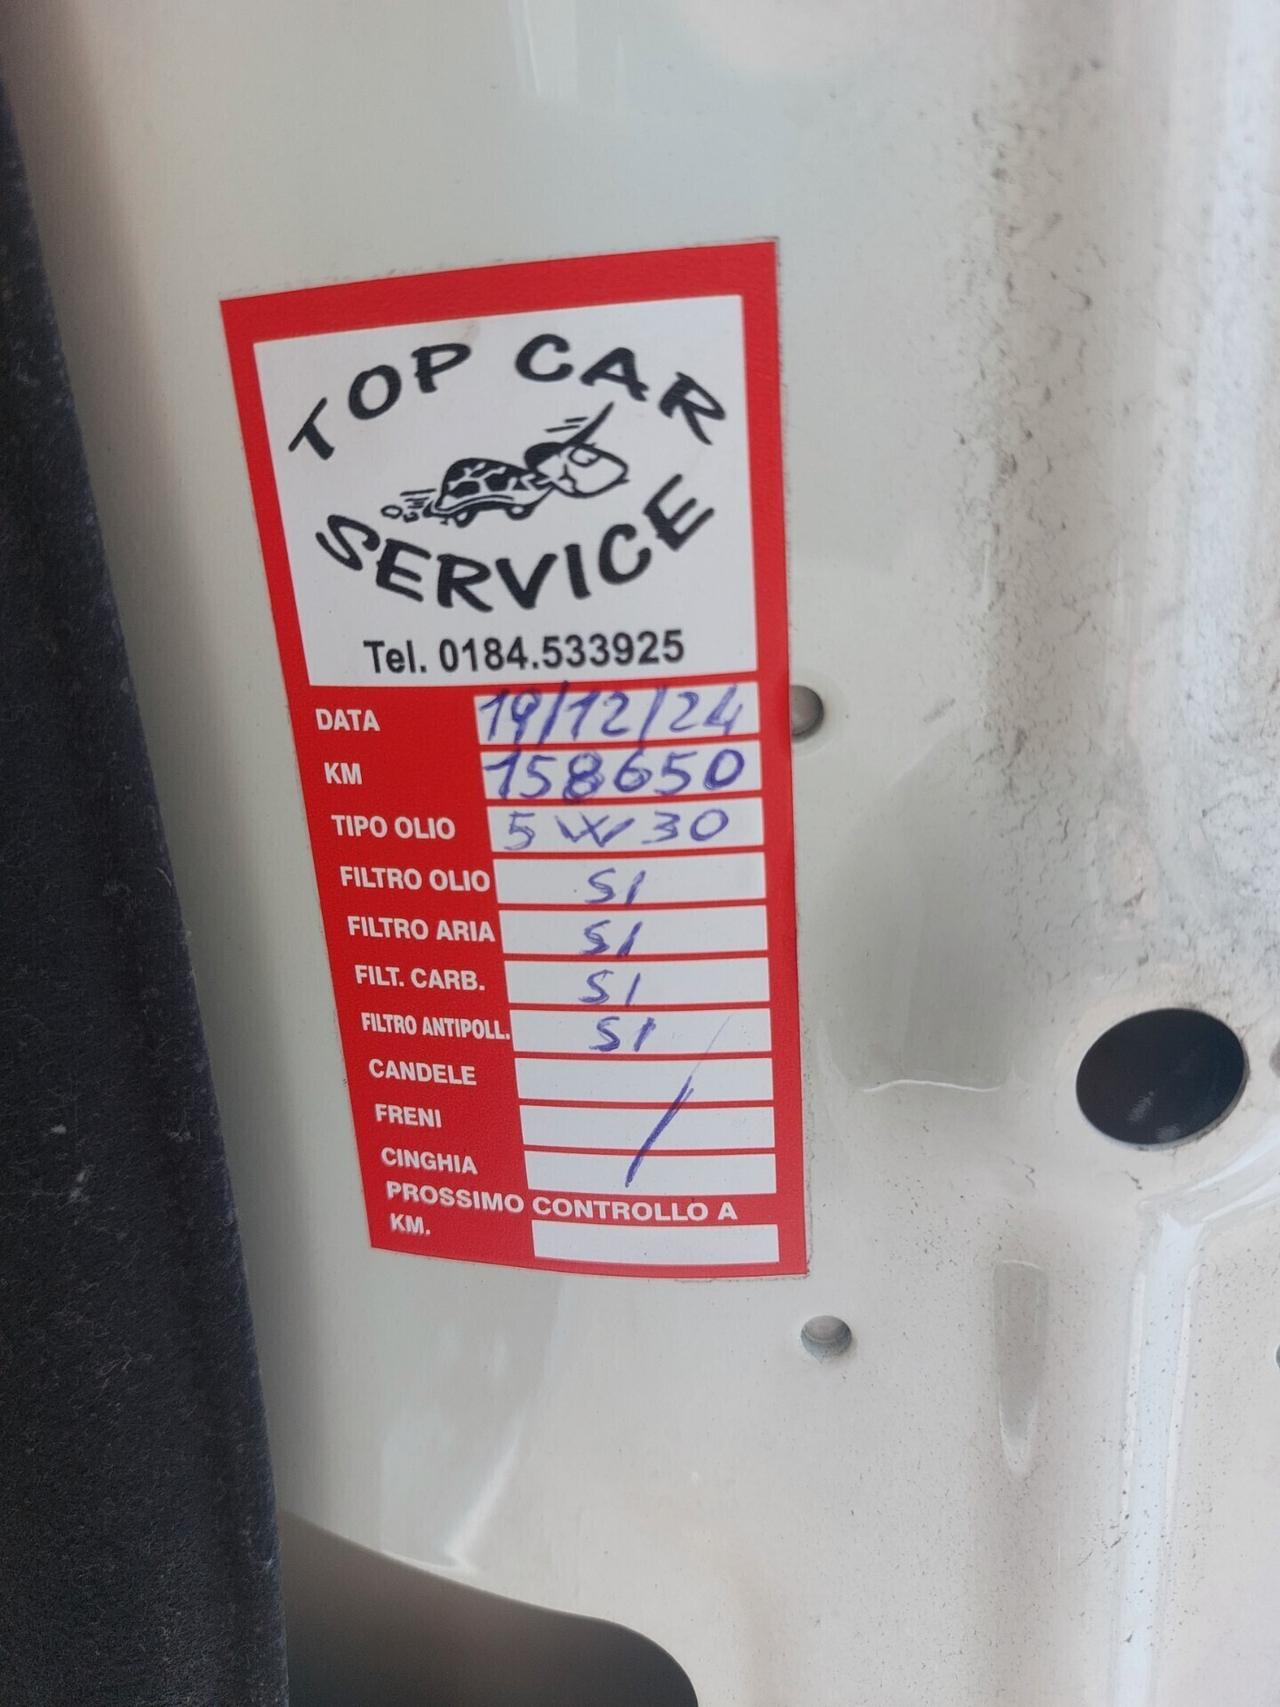 TOP CAR
SERVICE
Tel. 0184.533925
DATA 19/12/24
KM 158650
TIPO OLIO 5W30
FILTRO OLIO SI
FILTRO ARIA SI
FILT. CARB. SI
FILTRO ANTIPOLL. SI
CANDELE
FRENI /
CINGHIA
PROSSIMO CONTROLLO A
KM.